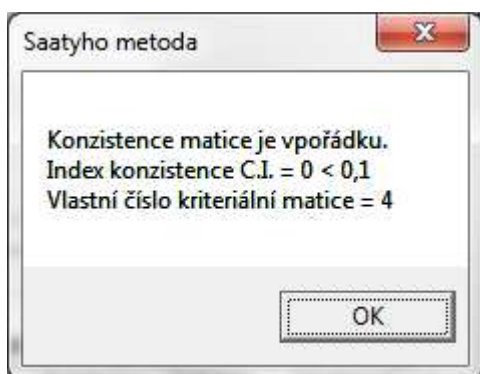 Saatyho metoda
Konzistence matice je vpořádku.
Index konzistence C.I. = 0 < 0,1
Vlastní číslo kriteriální matice = 4
OK